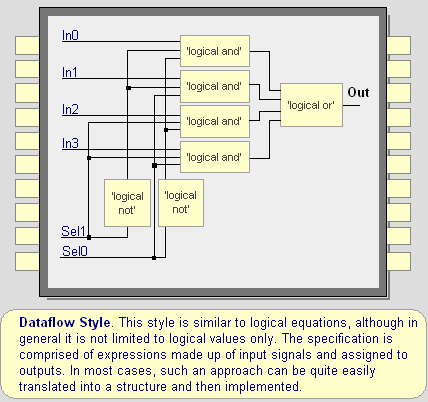 In0
'logical and'
In1
'logical and'
Out
'logical or'
In2
'logical and'
In3
'logical and'
'logical
not'
'logical
not'
Sel1
Sel0
Dataflow Style. This style is similar to logical equations, although in
general it is not limited to logical values only. The specification is
comprised of expressions made up of input signals and assigned to
outputs. In most cases, such an approach can be quite easily
translated into a structure and then implemented.